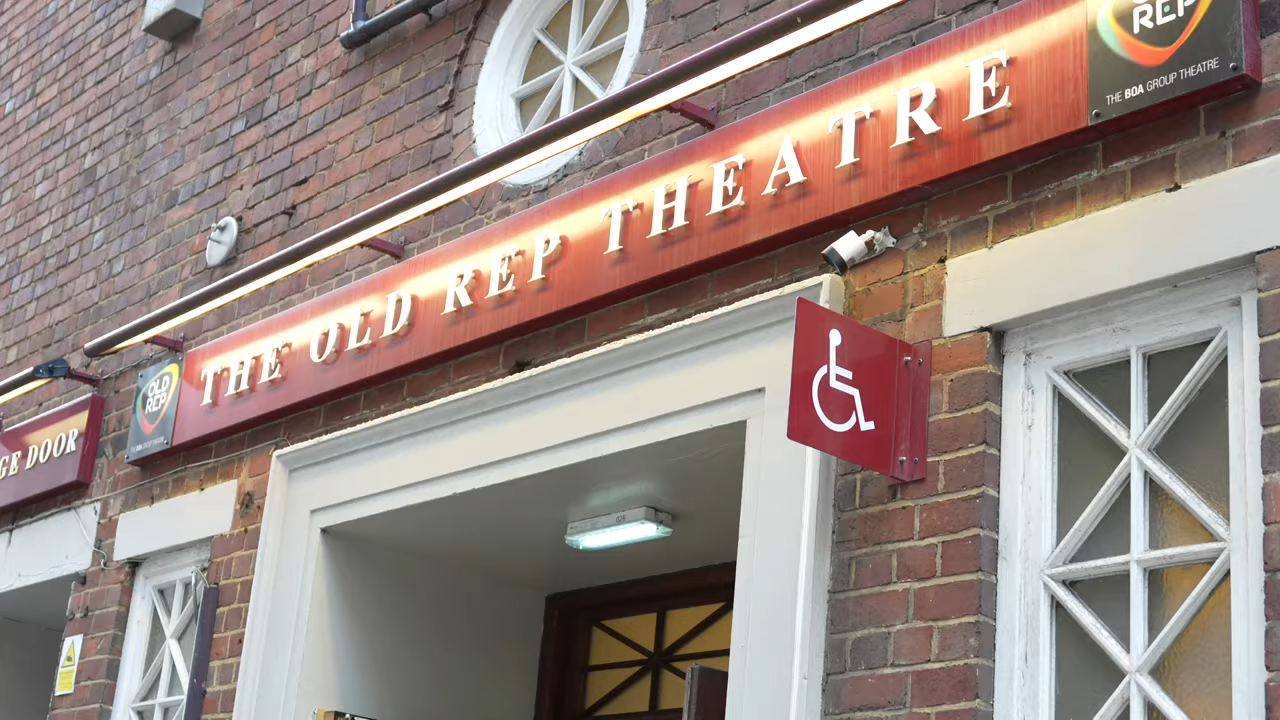 THE OLD REP THEATRE
REP
THE BOA GROUP THEATRE
OLD
REP
GE DOOR